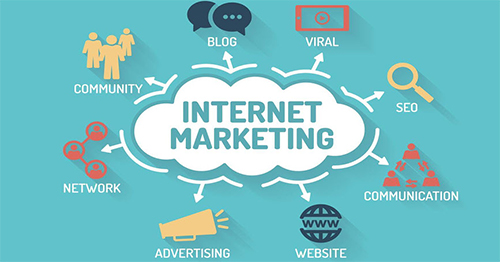 BLOG
VIRAL
COMMUNITY
SEO
INTERNET
MARKETING
NETWORK
COMMUNICATION
ADVERTISING
WWW
WEBSITE